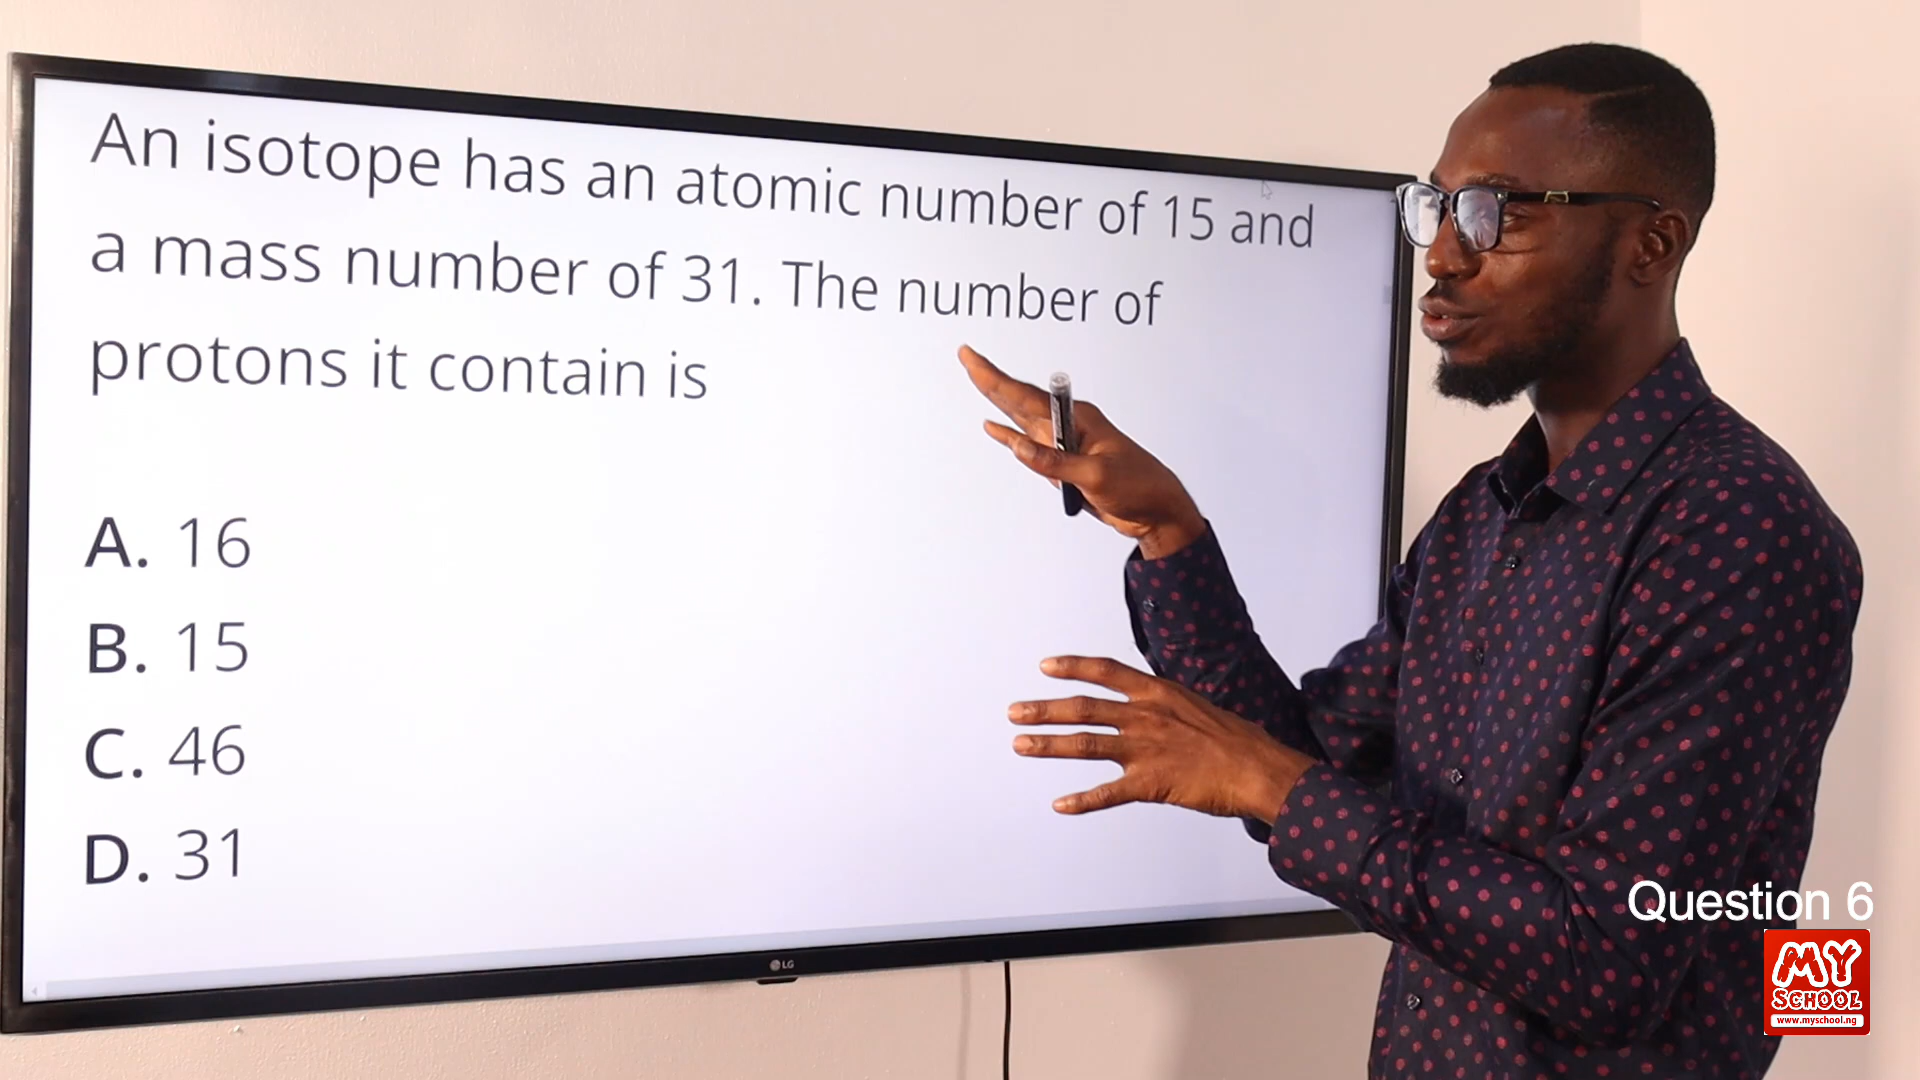 An isotope has an atomic number of 15 and
a mass number of 31. The number of
protons it contain is
A. 16
B. 15
C. 46
D. 31
LG
Question 6
MY
SCHOOL
www.myschool.ng